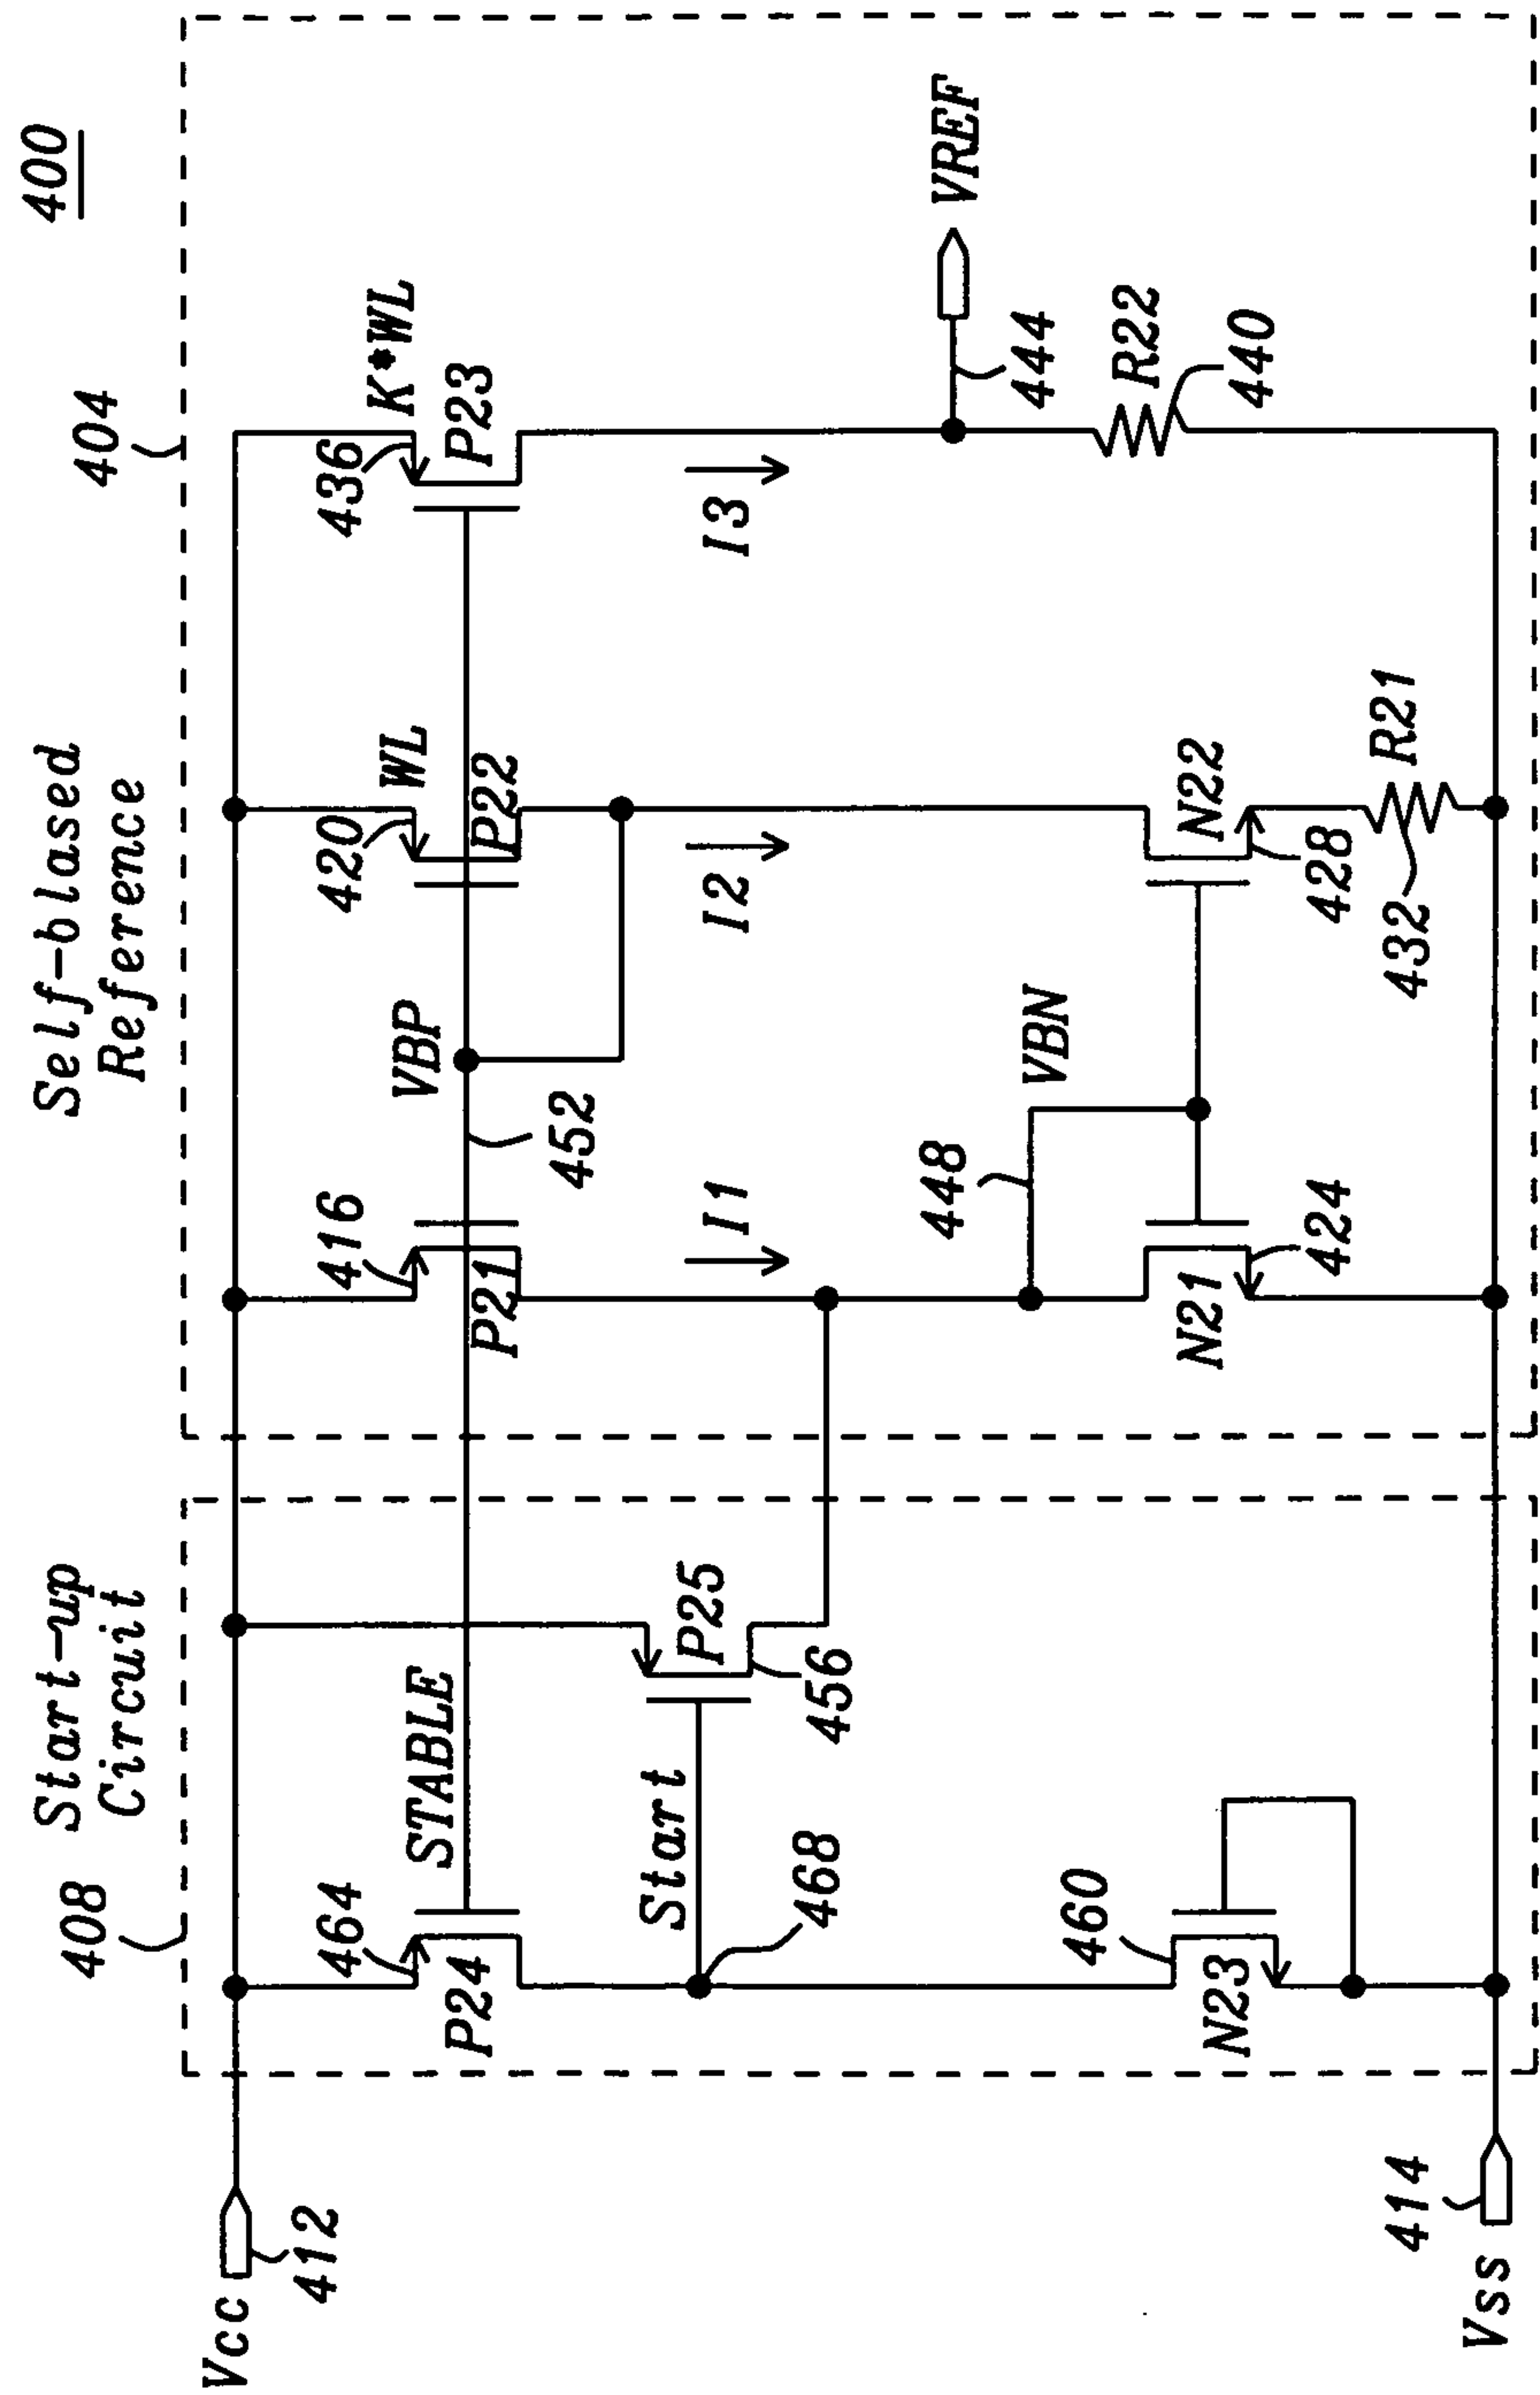 400
408
Start-up
Circuit
Self-biased
Reference
404
Vcc
412
464
P24
STABLE
416
P21
VBP
452
420
WL
P22
436
K*WL
P23
Start
468
P25
456
I1
I2
I3
448
VBN
VREF
444
460
N23
N21
424
N22
428
R22
440
432
R21
414
Vss